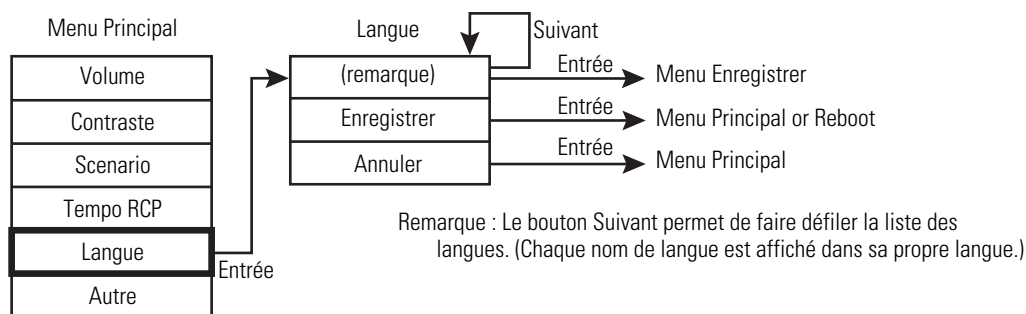 Menu Principal
Volume
Contraste
Scenario
Tempo RCP
Langue
Autre
Entrée
Langue
Suivant
(remarque)
Entrée
Menu Enregistrer
Enregistrer
Entrée
Menu Principal or Reboot
Annuler
Entrée
Menu Principal
Remarque : Le bouton Suivant permet de faire défiler la liste des
langues. (Chaque nom de langue est affiché dans sa propre langue.)